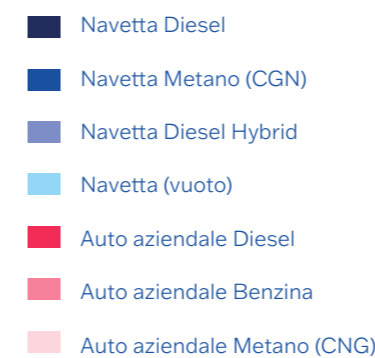 Navetta Diesel
Navetta Metano (CGN)
Navetta Diesel Hybrid
Navetta (vuoto)
Auto aziendale Diesel
Auto aziendale Benzina
Auto aziendale Metano (CNG)